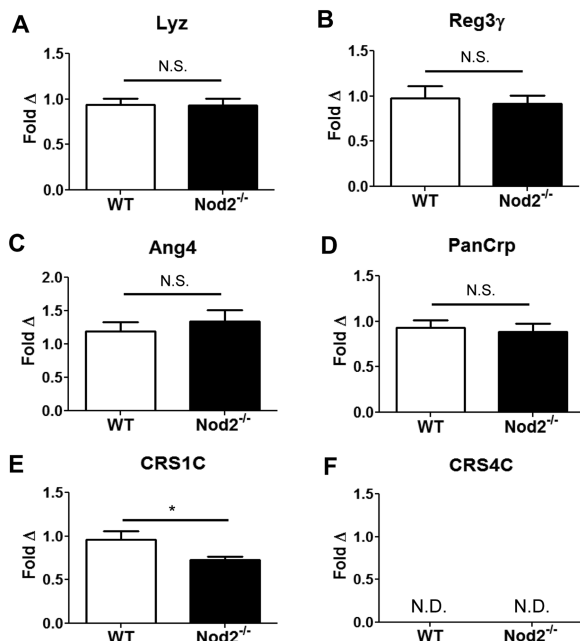 A
Lyz
N.S.
Fold Δ
1.5
1.0
0.5
0.0
WT Nod2-/-
B
Reg3γ
N.S.
Fold Δ
1.5
1.0
0.5
0.0
WT Nod2-/-
C
Ang4
N.S.
Fold Δ
2.0
1.5
1.0
0.5
0.0
WT Nod2-/-
D
PanCrp
N.S.
Fold Δ
1.5
1.0
0.5
0.0
WT Nod2-/-
E
CRS1C
*
Fold Δ
1.5
1.0
0.5
0.0
WT Nod2-/-
F
CRS4C
Fold Δ
1.5
1.0
0.5
0.0
N.D. N.D.
WT Nod2-/-